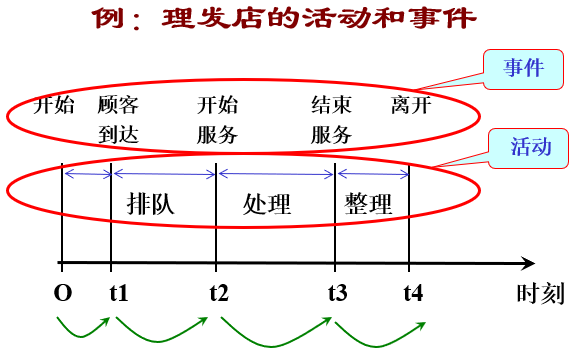 例：理发店的活动和事件
事件
开始 顾客 开始 结束 离开
到达 服务 服务
活动
排队 处理 整理
O t1 t2 t3 t4 时刻